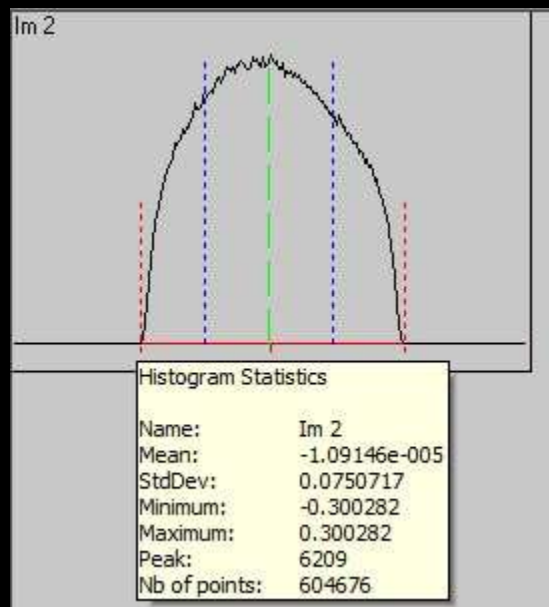 Im 2
Histogram Statistics
Name: Im 2
Mean: -1.09146e-005
StdDev: 0.0750717
Minimum: -0.300282
Maximum: 0.300282
Peak: 6209
Nb of points: 604676